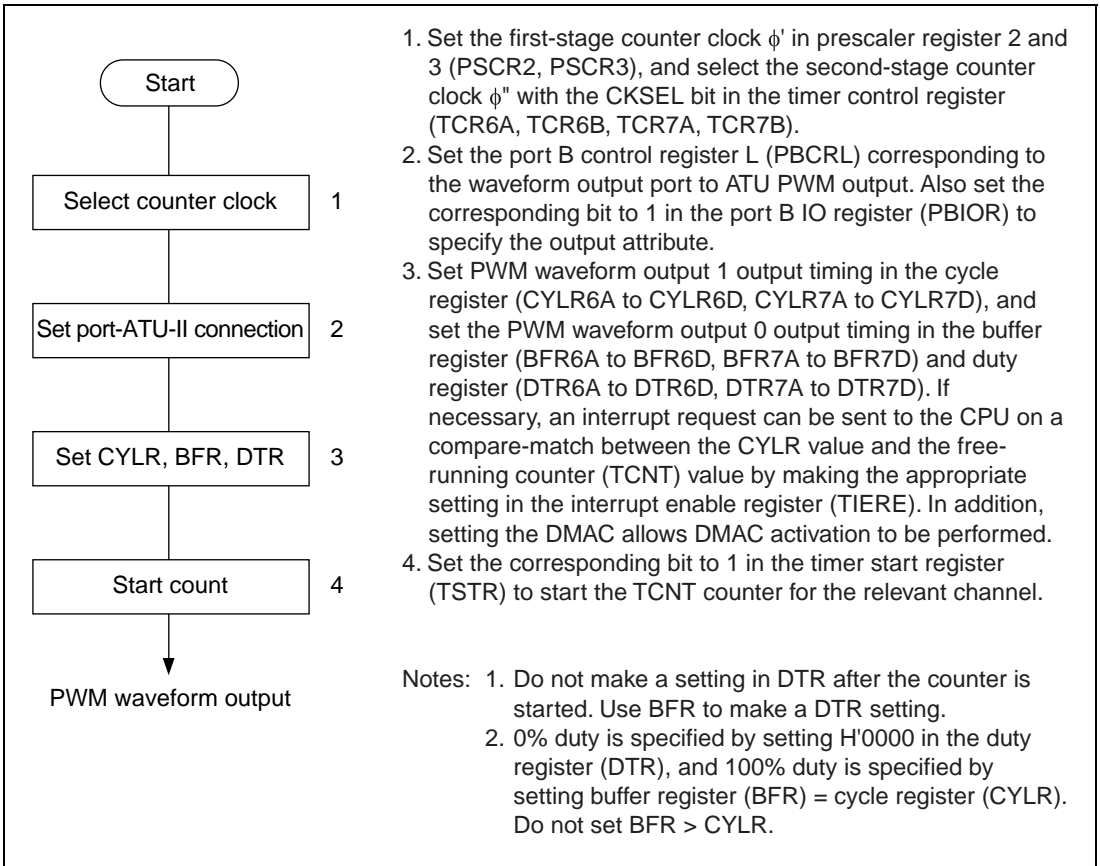 Start
Select counter clock 1
Set port-ATU-II connection 2
Set CYLR, BFR, DTR 3
Start count 4
PWM waveform output
1. Set the first-stage counter clock ϕ' in prescaler register 2 and
3 (PSCR2, PSCR3), and select the second-stage counter
clock ϕ" with the CKSEL bit in the timer control register
(TCR6A, TCR6B, TCR7A, TCR7B).
2. Set the port B control register L (PBCRL) corresponding to
the waveform output port to ATU PWM output. Also set the
corresponding bit to 1 in the port B IO register (PBIOR) to
specify the output attribute.
3. Set PWM waveform output 1 output timing in the cycle
register (CYLR6A to CYLR6D, CYLR7A to CYLR7D), and
set the PWM waveform output 0 output timing in the buffer
register (BFR6A to BFR6D, BFR7A to BFR7D) and duty
register (DTR6A to DTR6D, DTR7A to DTR7D). If
necessary, an interrupt request can be sent to the CPU on a
compare-match between the CYLR value and the free-
running counter (TCNT) value by making the appropriate
setting in the interrupt enable register (TIERE). In addition,
setting the DMAC allows DMAC activation to be performed.
4. Set the corresponding bit to 1 in the timer start register
(TSTR) to start the TCNT counter for the relevant channel.
Notes: 1. Do not make a setting in DTR after the counter is
started. Use BFR to make a DTR setting.
2. 0% duty is specified by setting H'0000 in the duty
register (DTR), and 100% duty is specified by
setting buffer register (BFR) = cycle register (CYLR).
Do not set BFR > CYLR.